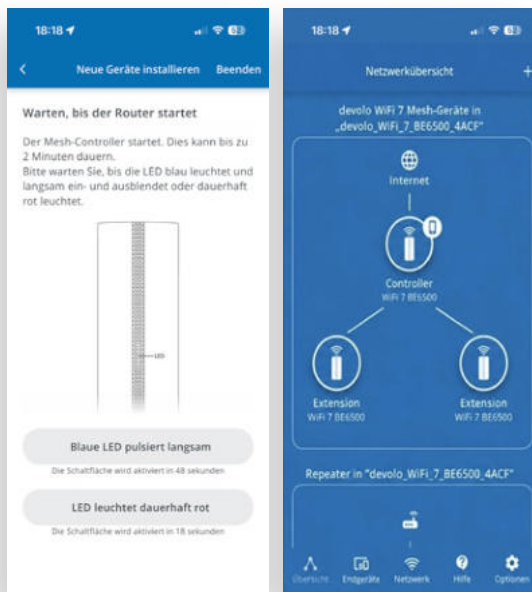 18:18
63
Neue Geräte installieren
Beenden
Warten, bis der Router startet
Der Mesh-Controller startet. Dies kann bis zu
2 Minuten dauern.
Bitte warten Sie, bis die LED blau leuchtet und
langsam ein- und ausblendet oder dauerhaft
rot leuchtet.
LED
Blaue LED pulsiert langsam
Die Schaltfläche wird aktiviert in 48 sekunden
LED leuchtet dauerhaft rot
Die Schaltfläche wird aktiviert in 18 sekunden
18:18
63
Netzwerkübersicht
+
devolo WiFi 7 Mesh-Geräte in
„devolo_WiFi_7_BE6500_4ACF“
Internet
Controller
WiFi 7 BE6500
Extension
WiFi 7 BE6500
Extension
WiFi 7 BE6500
Repeater in "devolo_WiFi_7_BE6500_4ACF"
Übersicht
Endgeräte
Netzwerk
Hilfe
Optionen